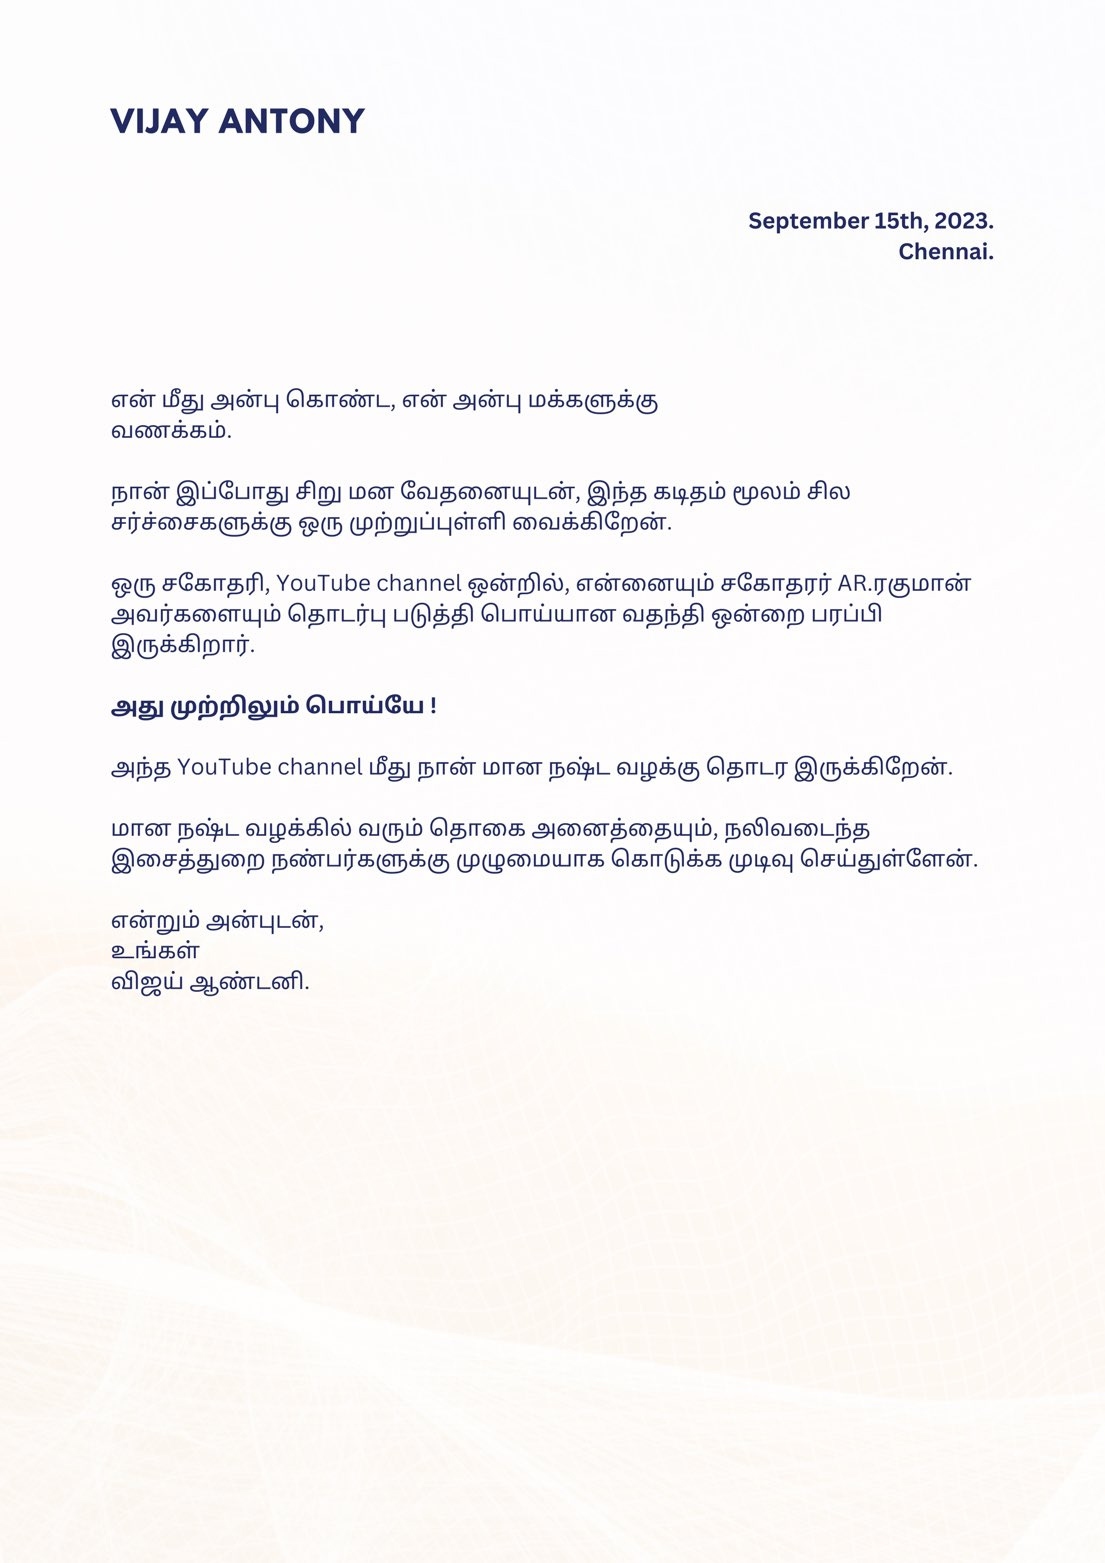 VIJAY ANTONY
September 15th, 2023.
Chennai.
என் மீது அன்பு கொண்ட, என் அன்பு மக்களுக்கு
வணக்கம்.
நான் இப்போது சிறு மன வேதனையுடன், இந்த கடிதம் மூலம் சில
சர்ச்சைகளுக்கு ஒரு முற்றுப்புள்ளி வைக்கிறேன்.
ஒரு சகோதரி, YouTube channel ஒன்றில், என்னையும் சகோதரர் AR.ரகுமான்
அவர்களையும் தொடர்பு படுத்தி பொய்யான வதந்தி ஒன்றை பரப்பி
இருக்கிறார்.
அது முற்றிலும் பொய்யே !
அந்த YouTube channel மீது நான் மான நஷ்ட வழக்கு தொடர இருக்கிறேன்.
மான நஷ்ட வழக்கில் வரும் தொகை அனைத்தையும், நலிவடைந்த
இசைத்துறை நண்பர்களுக்கு முழுமையாக கொடுக்க முடிவு செய்துள்ளேன்.
என்றும் அன்புடன்,
உங்கள்
விஜய் ஆண்டனி.